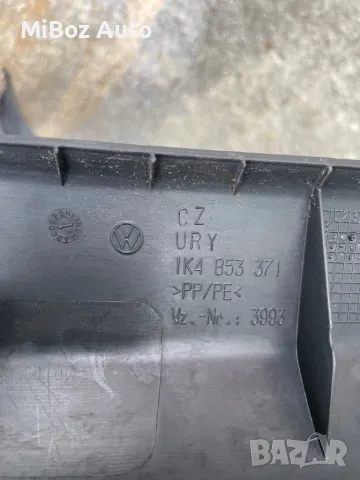 MiBoz Auto
CZ
URY
1K4 853 371
>PP/PE<
Vz.-Nr.: 3993
BAZAR